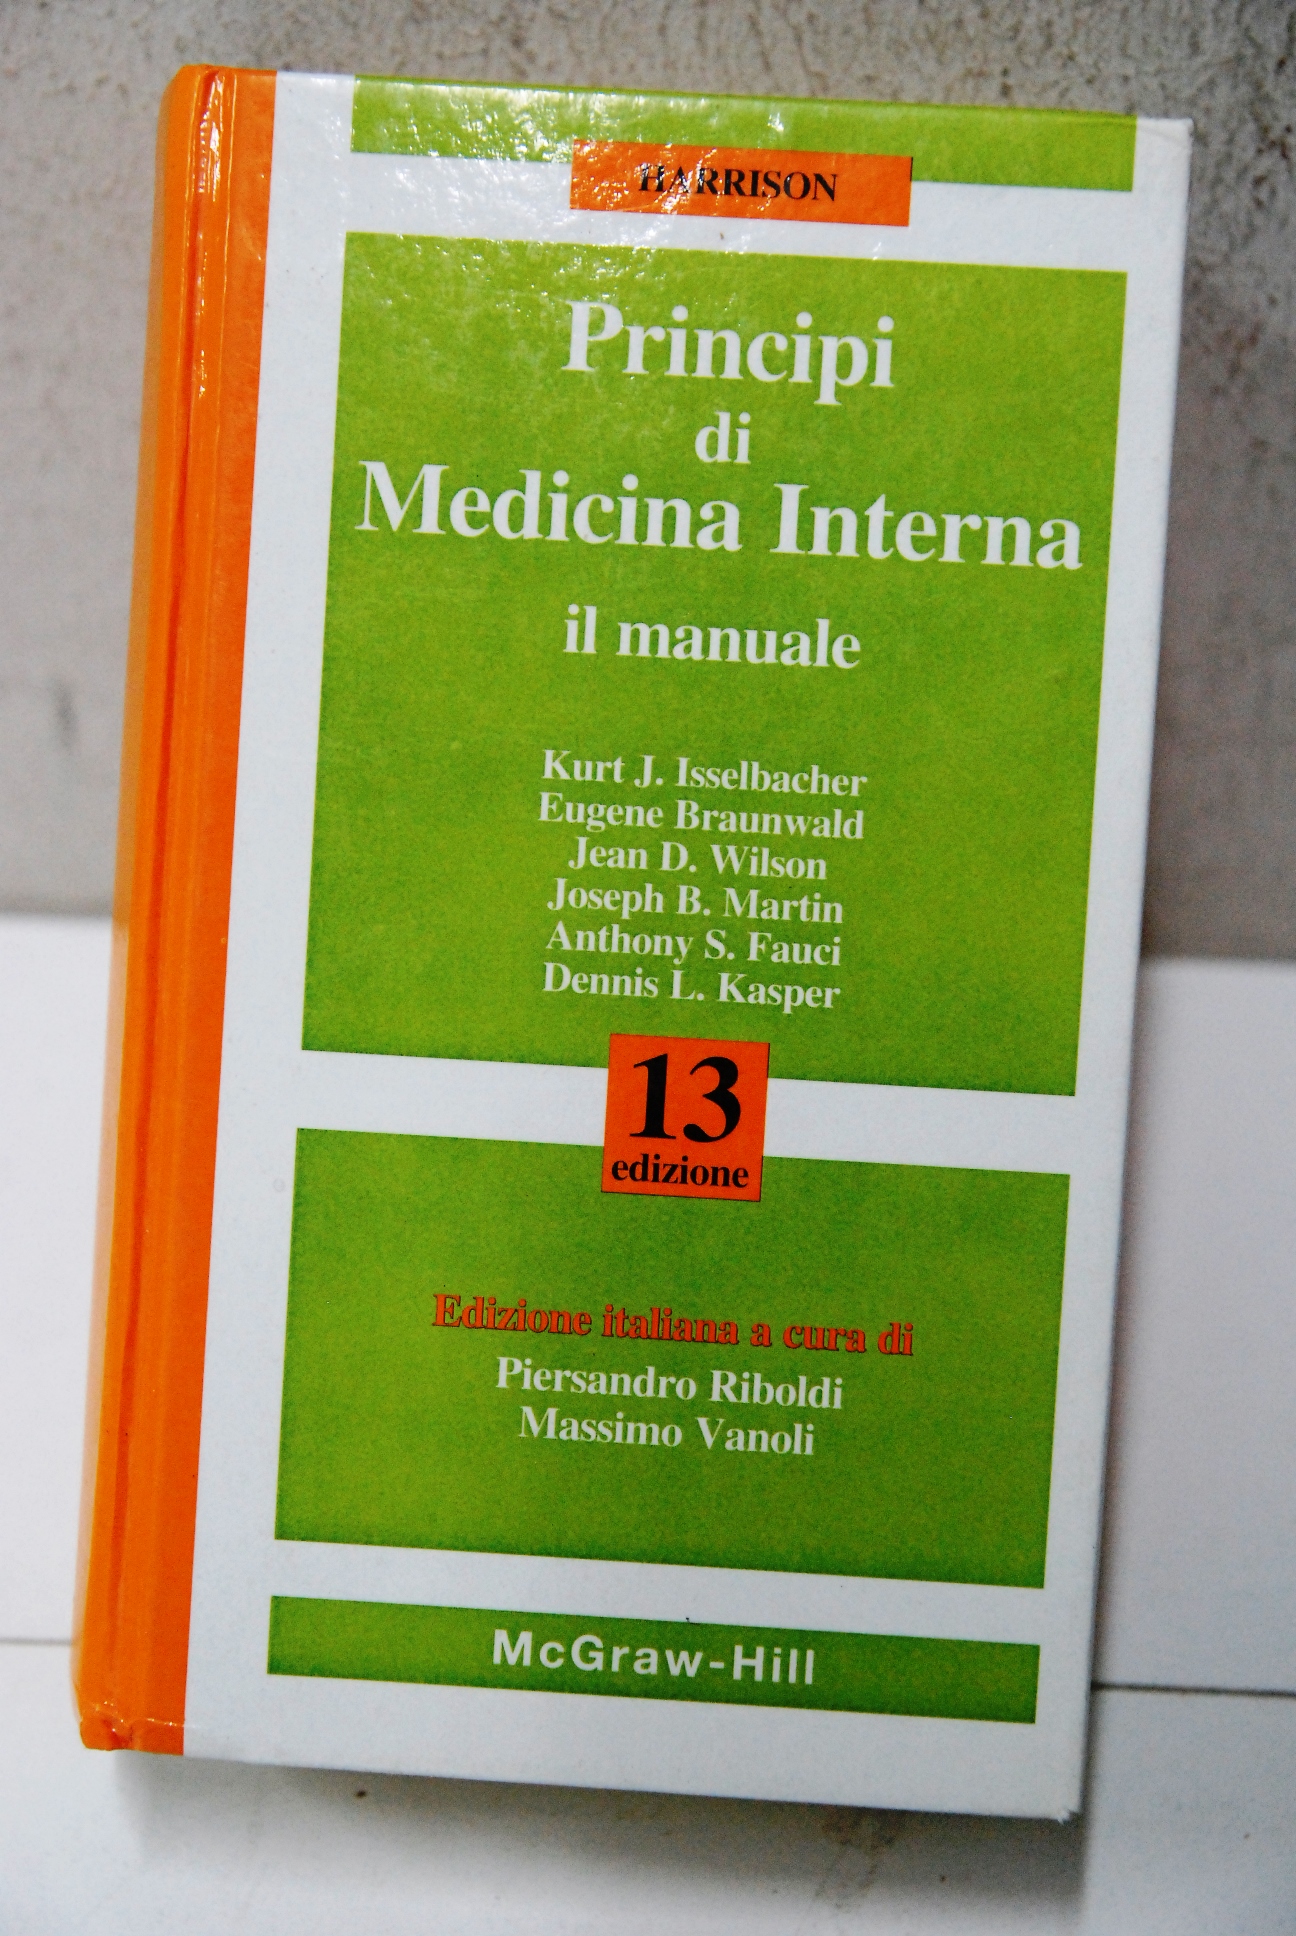 HARRISON
Principi
di
Medicina Interna
il manuale
Kurt J. Isselbacher
Eugene Braunwald
Jean D. Wilson
Joseph B. Martin
Anthony S. Fauci
Dennis L. Kasper
13
edizione
Edizione italiana a cura di
Piersandro Riboldi
Massimo Vanoli
McGraw-Hill